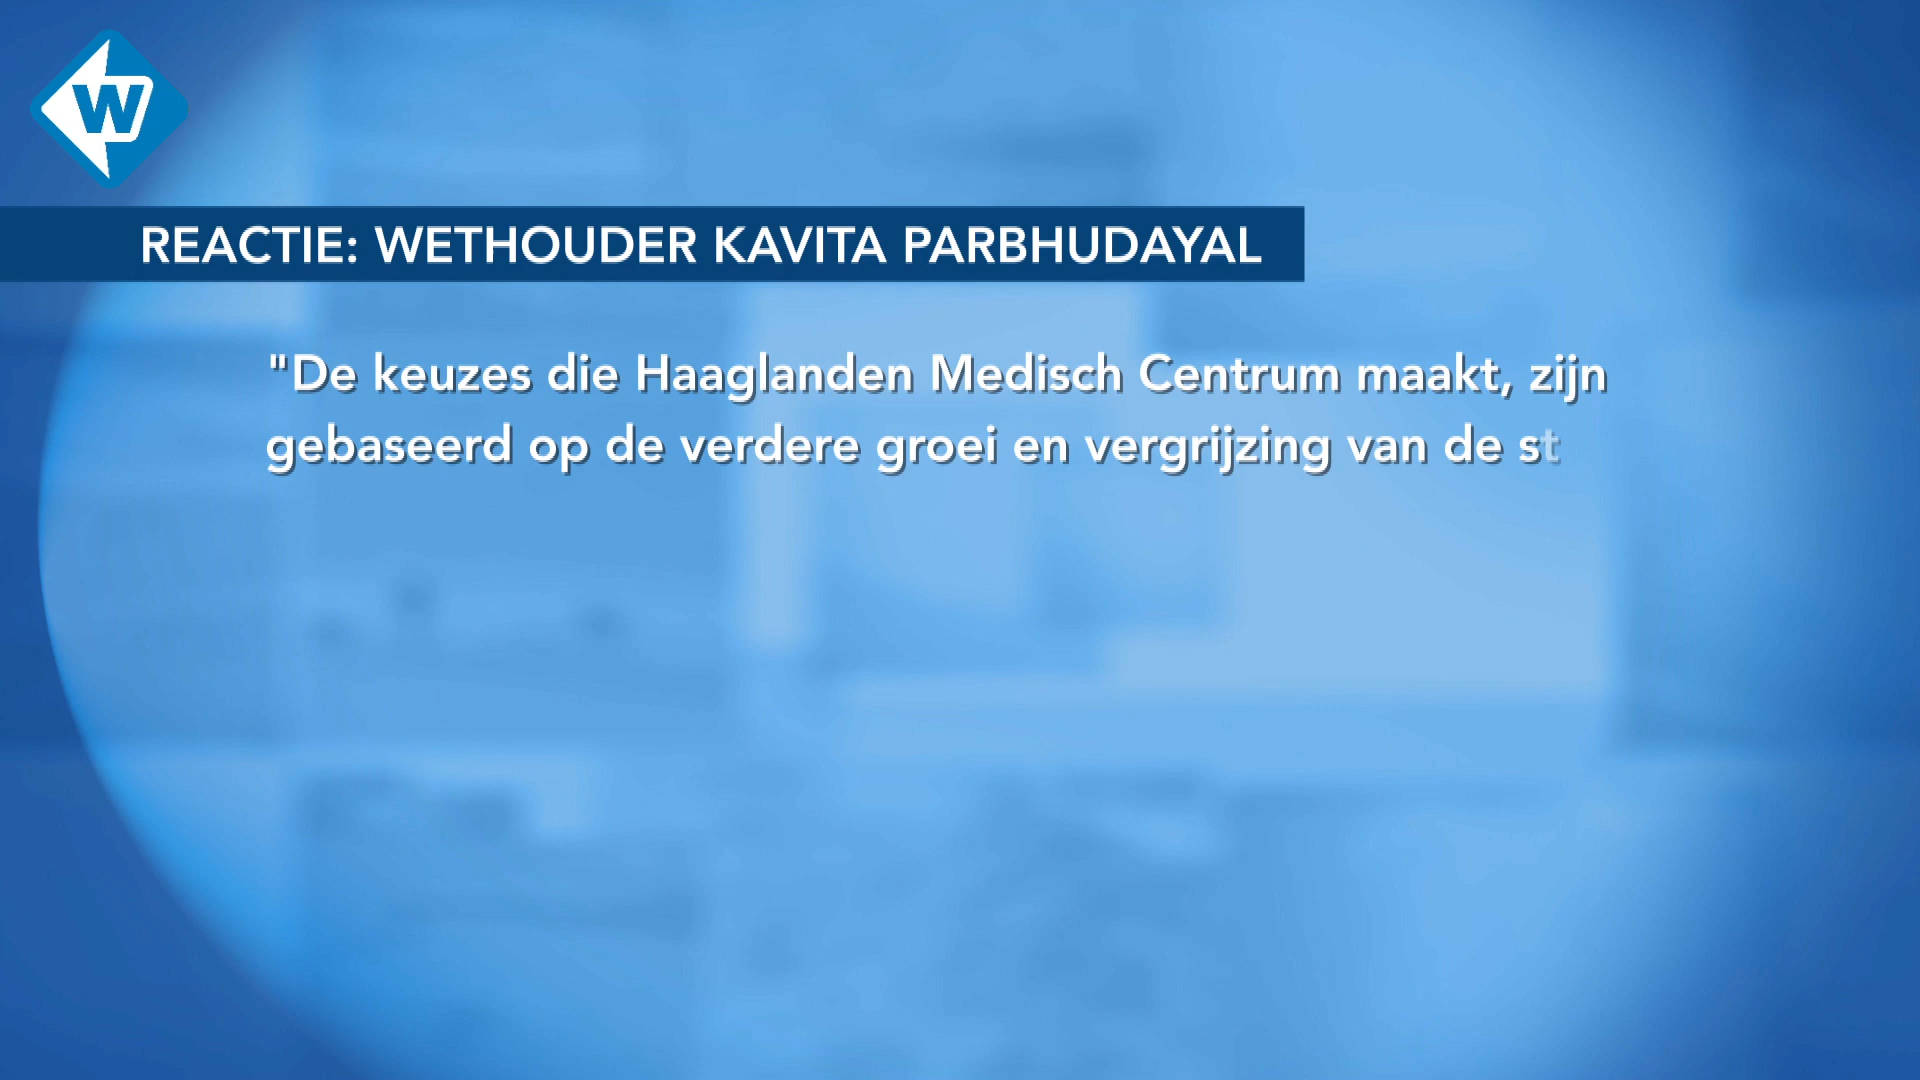 W
REACTIE: WETHOUDER KAVITA PARBHUDAYAL
"De keuzes die Haaglanden Medisch Centrum maakt, zijn
gebaseerd op de verdere groei en vergrijzing van de st